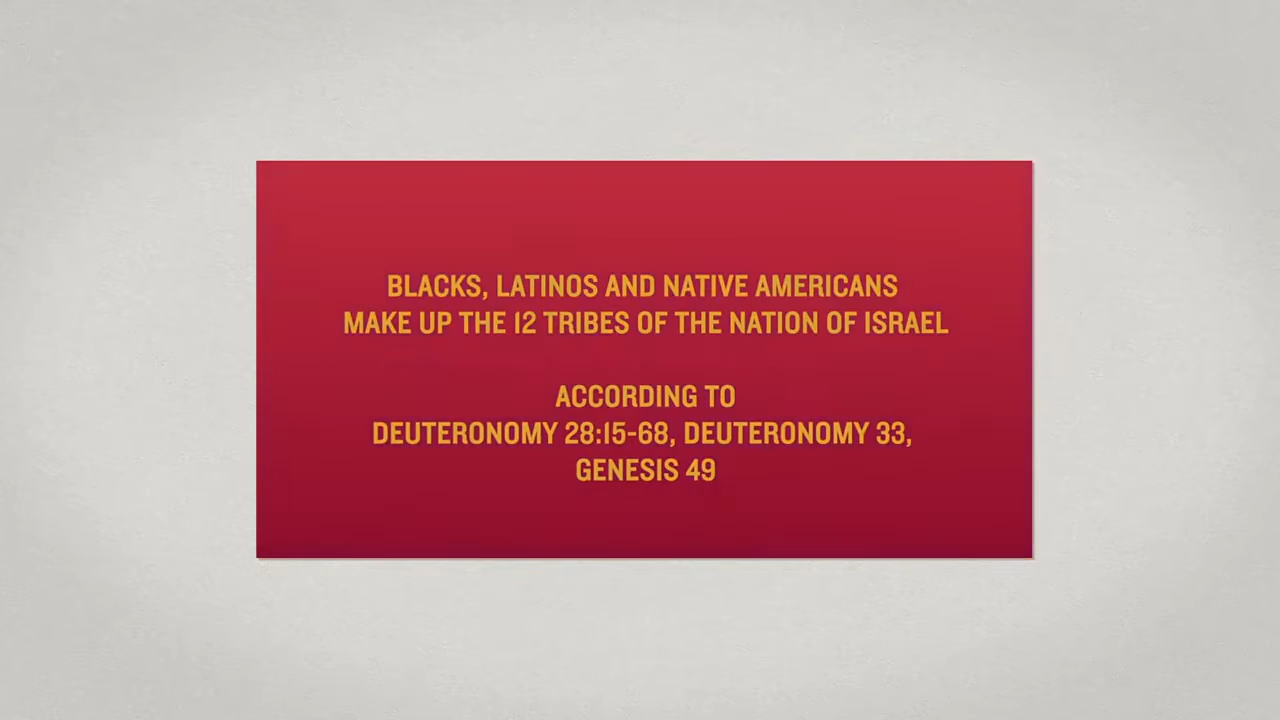 BLACKS, LATINOS AND NATIVE AMERICANS
MAKE UP THE 12 TRIBES OF THE NATION OF ISRAEL
ACCORDING TO
DEUTERONOMY 28:15-68, DEUTERONOMY 33,
GENESIS 49